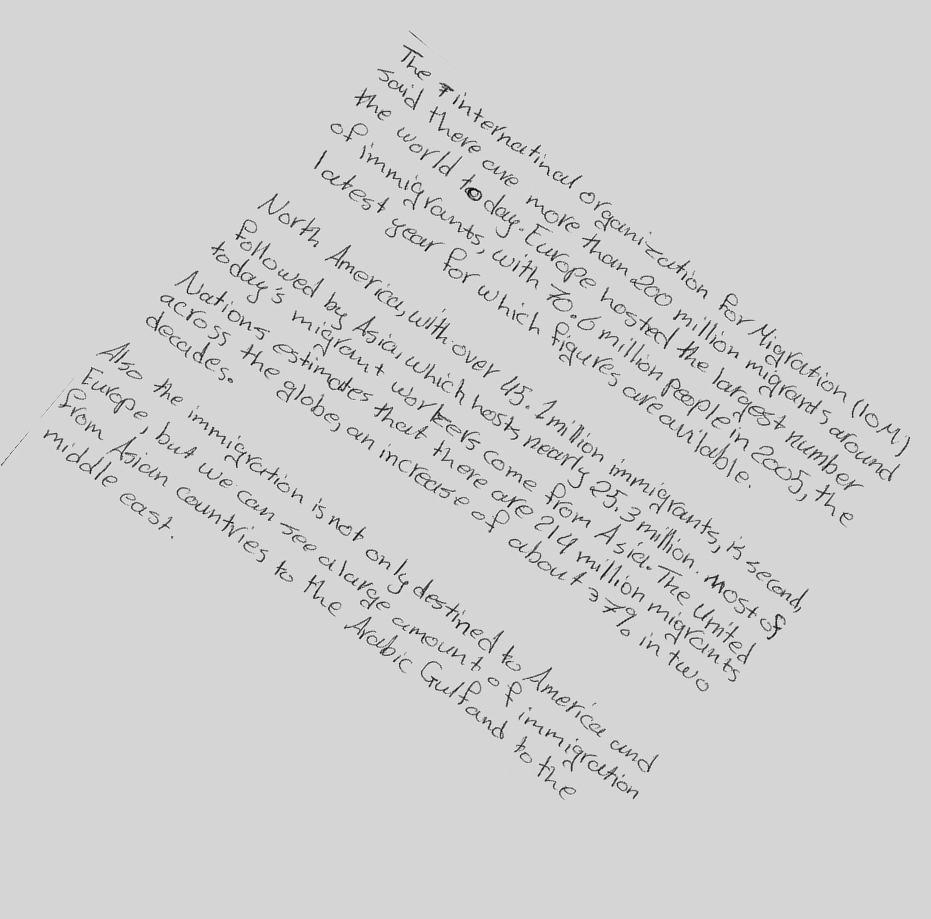 The international organization for Migration (IOM)
said there are more than 200 million migrants around
the world today. Europe hosted the largest number
of immigrants, with 70.6 million people in 2005, the
latest year for which figures are avilable.
North America, with over 45.1 million immigrants, is second,
followed by Asia, which hosts nearly 25.3 million. Most of
today's migrant workers come from Asia. The United
Nations estimates that there are 214 million migrants
across the globe, an increase of about 37% in two
decades.
Also the immigration is not only destined to America and
Europe, but we can see a large amount of immigration
from Asian countries to the Arabic Gulf and to the
middle east.